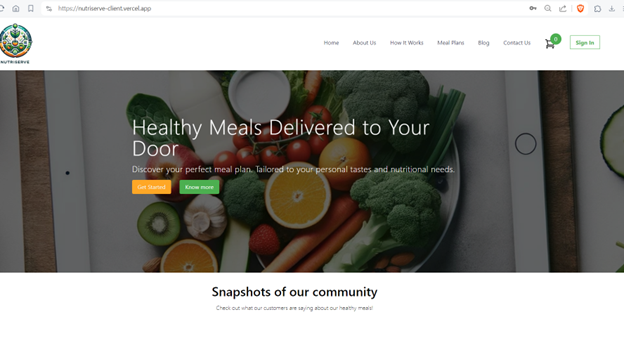 https://nutriserve-client.vercel.app
NUTRISERVE
Home About Us How It Works Meal Plans Blog Contact Us 0 Sign In
Healthy Meals Delivered to Your
Door
Discover your perfect meal plan. Tailored to your personal tastes and nutritional needs.
Get Started Know more
Snapshots of our community
Check out what our customers are saying about our healthy meals!